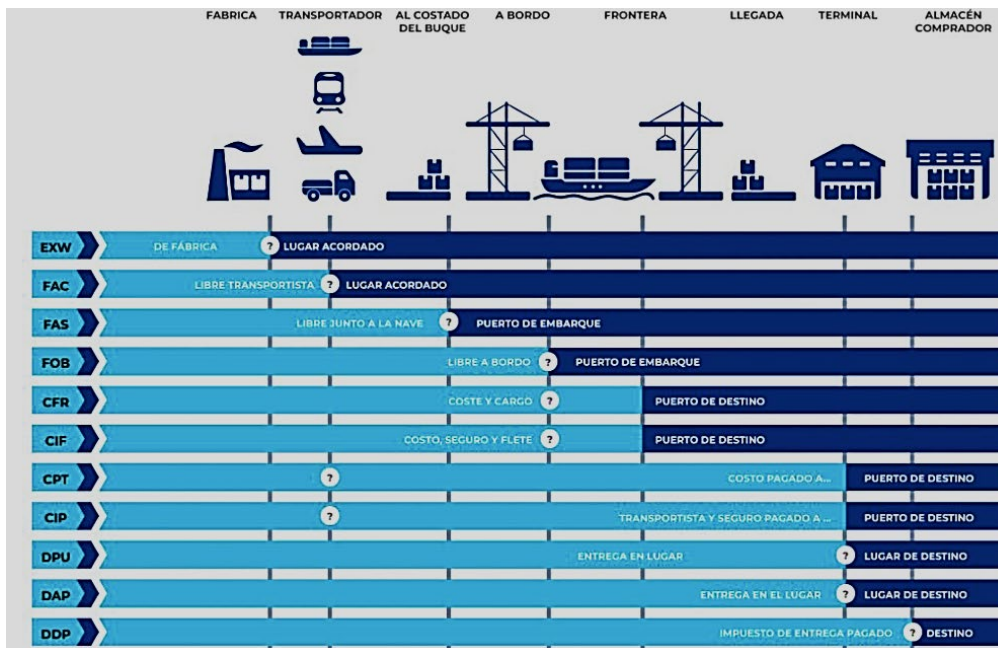 FABRICA TRANSPORTADOR AL COSTADO DEL BUQUE A BORDO FRONTERA LLEGADA TERMINAL ALMACÉN COMPRADOR
EXW DE FÁBRICA ? LUGAR ACORDADO
FAC LIBRE TRANSPORTISTA ? LUGAR ACORDADO
FAS LIBRE JUNTO A LA NAVE ? PUERTO DE EMBARQUE
FOB LIBRE A BORDO ? PUERTO DE EMBARQUE
CFR COSTE Y CARGO ? PUERTO DE DESTINO
CIF COSTO, SEGURO Y FLETE ? PUERTO DE DESTINO
CPT ? COSTO PAGADO A... PUERTO DE DESTINO
CIP ? TRANSPORTISTA Y SEGURO PAGADO A ... PUERTO DE DESTINO
DPU ENTREGA EN LUGAR ? LUGAR DE DESTINO
DAP ENTREGA EN EL LUGAR ? LUGAR DE DESTINO
DDP IMPUESTO DE ENTREGA PAGADO ? DESTINO